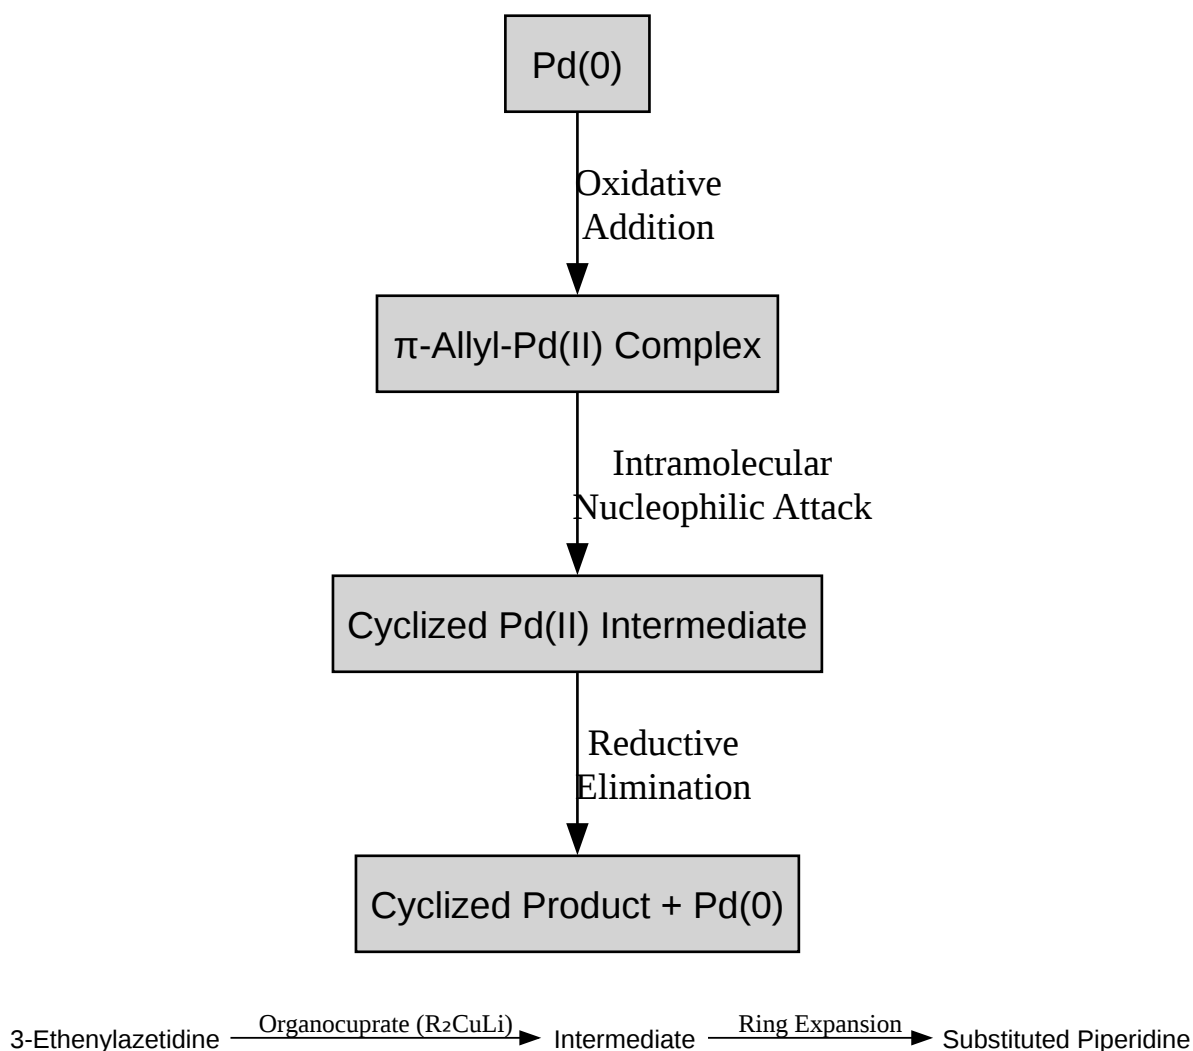 Pd(0)
Oxidative
Addition
π-Allyl-Pd(II) Complex
Intramolecular
Nucleophilic Attack
Cyclized Pd(II) Intermediate
Reductive
Elimination
Cyclized Product + Pd(0)
3-Ethenylazetidine Organocuprate (R₂CuLi) Intermediate Ring Expansion Substituted Piperidine